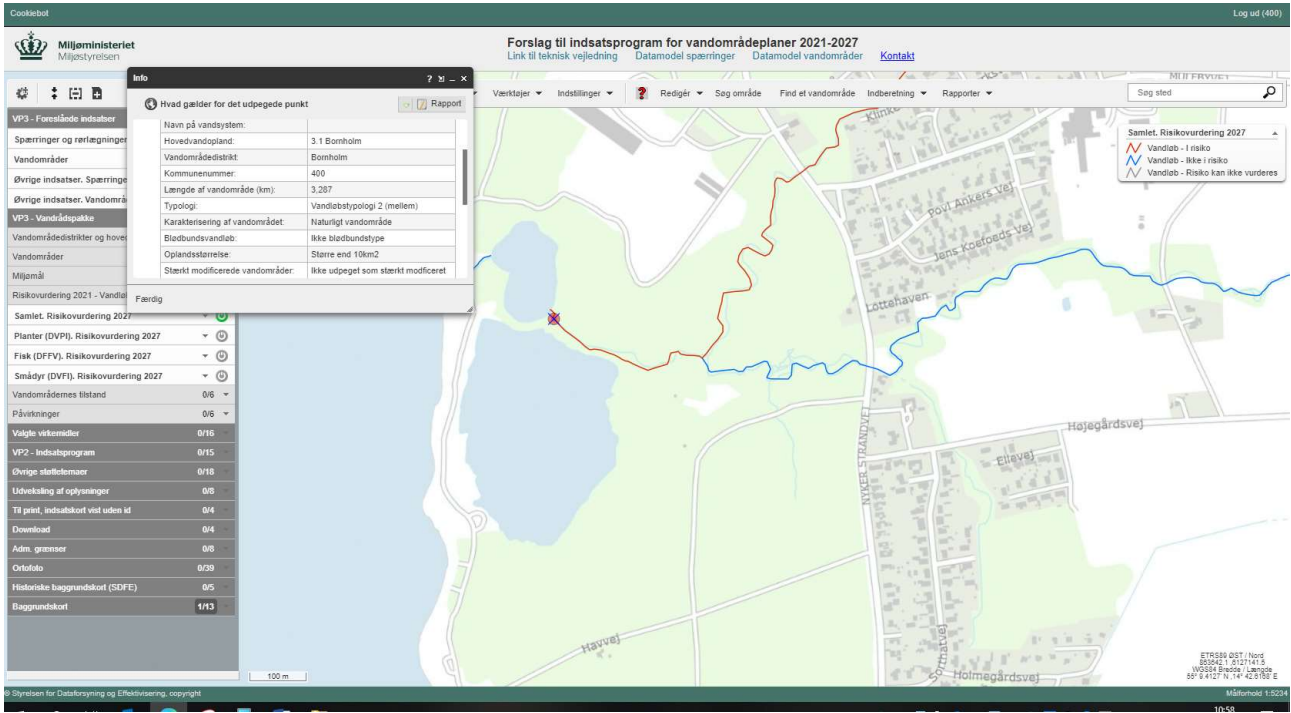 Cookiebot
Log ud (400)
Miljøministeriet
Miljøstyrelsen
Forslag til indsatsprogram for vandområdeplaner 2021-2027
Link til teknisk vejledning Datamodel spærringer Datamodel vandområder Kontakt
Info
Hvad gælder for det udpegede punkt
Rapport
Navn på vandsystem:
Hovedvandopland: 3.1 Bornholm
Vandområdedistrikt: Bornholm
Kommunenummer: 400
Længde af vandområde (km): 3,287
Typologi: Vandløbstypologi 2 (mellem)
Karakterisering af vandområdet: Naturligt vandområde
Blødbundsvandløb: Ikke blødbundstype
Oplandsstørrelse: Større end 10km2
Stærkt modificerede vandområder: Ikke udpeget som stærkt modficeret
Færdig
Værktøjer Indstillinger ? Redigér Søg område Find et vandområde Indberetning Rapporter
Søg sted
VP3 - Foreslåede indsatser
Spærringer og rørlægninger
Vandområder
Øvrige indsatser. Spærringe
Øvrige indsatser. Vandområ
VP3 - Vandrådspakke
Vandområdedistrikter og hoved
Vandområder
Miljømål
Risikovurdering 2021 - Vandløb
Samlet. Risikovurdering 2027
Planter (DVPI). Risikovurdering 2027
Fisk (DFFV). Risikovurdering 2027
Smådyr (DVFI). Risikovurdering 2027
Vandområdernes tilstand 0/6
Påvirkninger 0/6
Valgte virkemidler 0/16
VP2 - Indsatsprogram 0/15
Øvrige støttetemaer 0/18
Udveksling af oplysninger 0/8
Til print, indsatskort vist uden id 0/4
Download 0/4
Adm. grænser 0/8
Ortofoto 0/39
Historiske baggrundskort (SDFE) 0/5
Baggrundskort 1/13
Samlet. Risikovurdering 2027
Vandløb - I risiko
Vandløb - Ikke i risiko
Vandløb - Risiko kan ikke vurderes
Povl Ankers Vej
Jens Koefoeds Vej
Lottehaven
Højegårdsvej
Ellavej
NYKER STRANDVEJ
Havvej
Sorthatvej
Holmegårdsvej
100 m
ETRS89 ØST / Nord
WGS84 Bredde / Længde
© Styrelsen for Dataforsyning og Effektivisering, copyright
Målforhold 1:5234
10:58